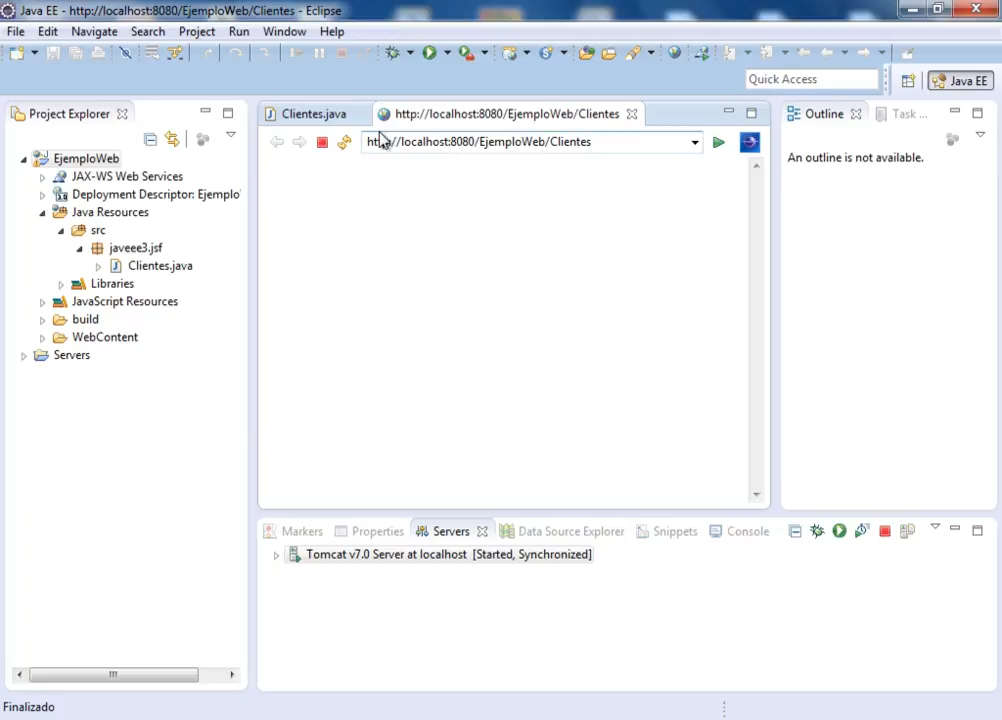 Java EE - http://localhost:8080/EjemploWeb/Clientes - Eclipse
File Edit Navigate Search Project Run Window Help
Quick Access
Java EE
Project Explorer
EjemploWeb
JAX-WS Web Services
Deployment Descriptor: Ejemplo
Java Resources
src
javeee3.jsf
Clientes.java
Libraries
JavaScript Resources
build
WebContent
Servers
Clientes.java
http://localhost:8080/EjemploWeb/Clientes
http://localhost:8080/EjemploWeb/Clientes
Outline
Task ...
An outline is not available.
Markers Properties Servers Data Source Explorer Snippets Console
Tomcat v7.0 Server at localhost [Started, Synchronized]
Finalizado